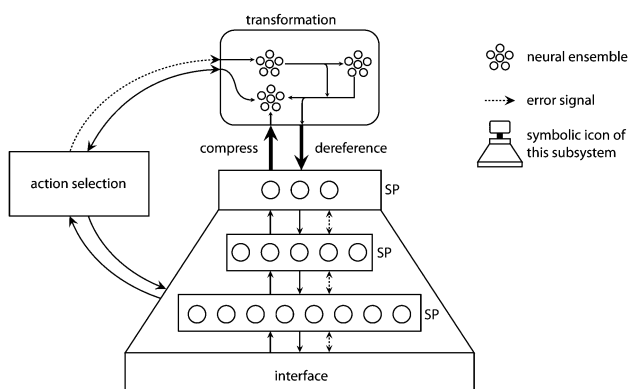 transformation
neural ensemble
error signal
symbolic icon of
this subsystem
compress
dereference
action selection
SP
SP
SP
interface